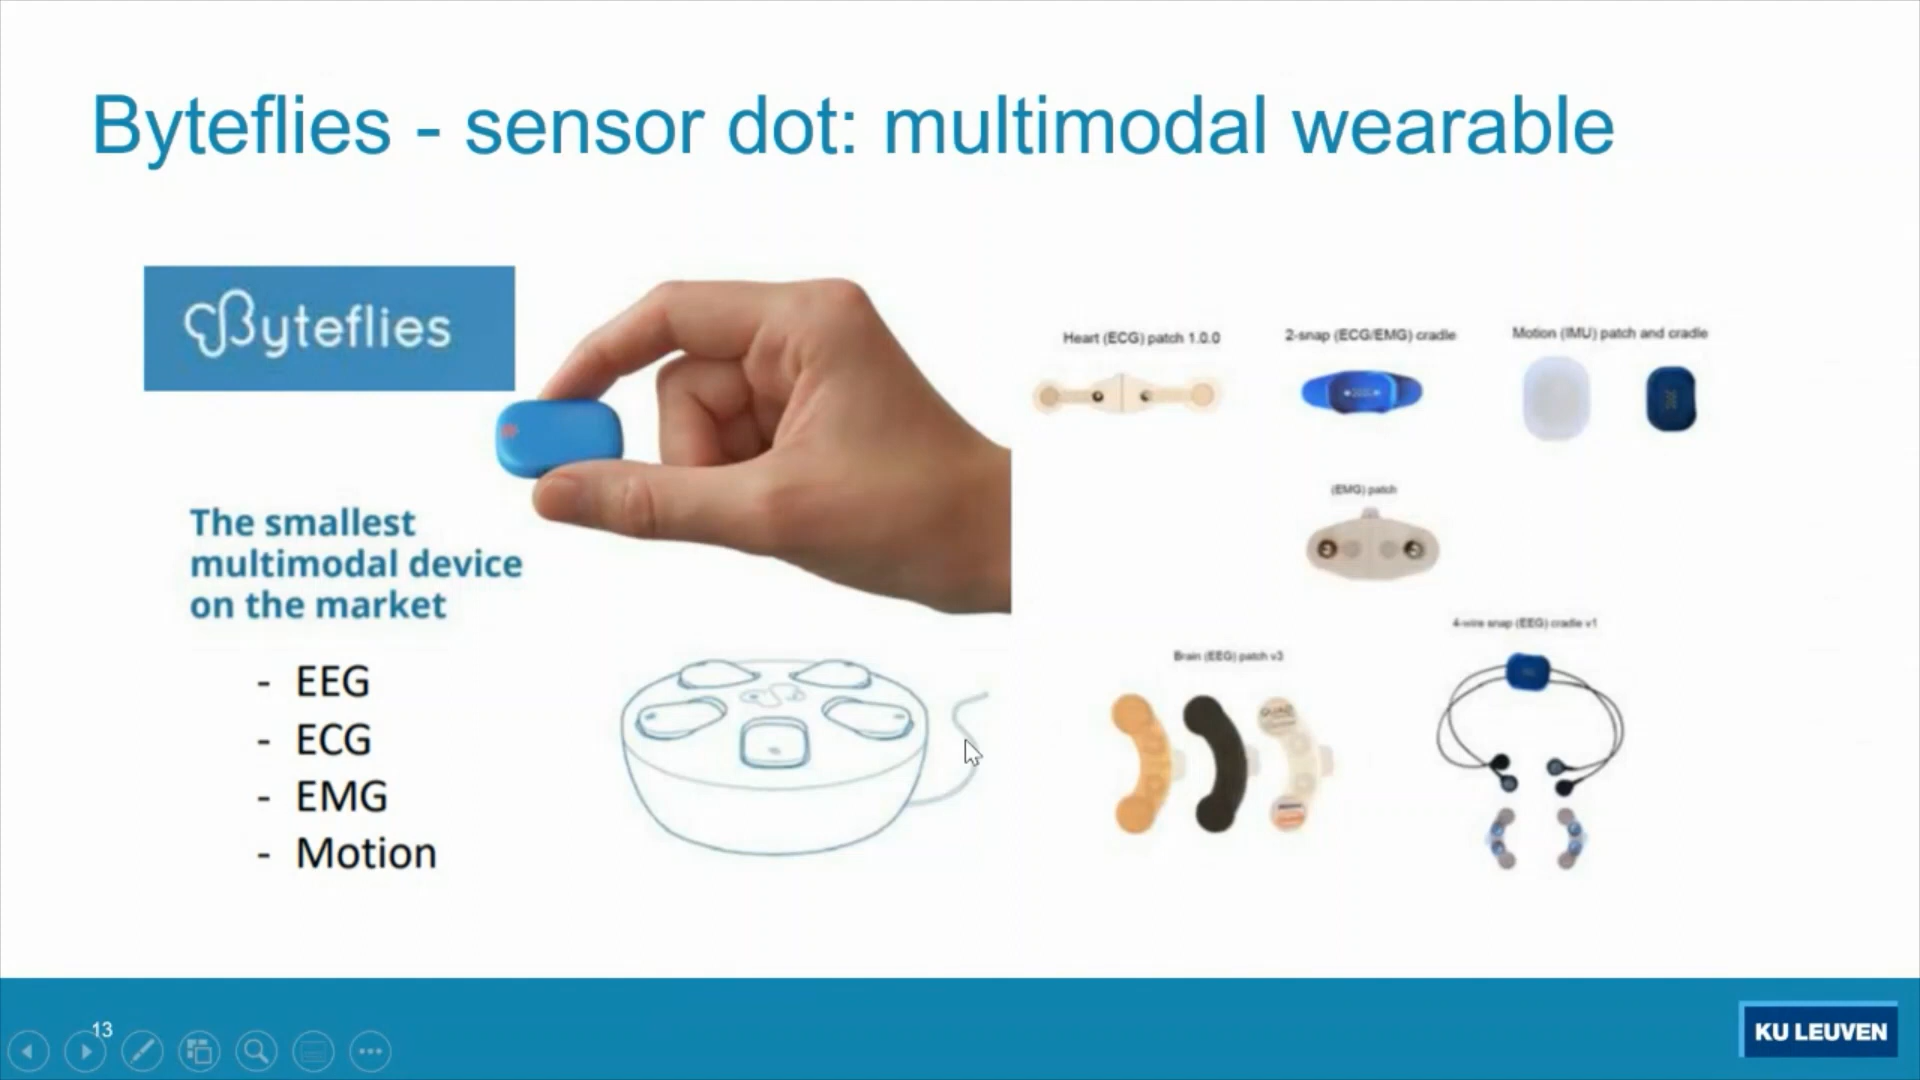 Byteflies - sensor dot: multimodal wearable
Byteflies
The smallest
multimodal device
on the market
- EEG
- ECG
- EMG
- Motion
Heart (ECG) patch 1.0.0
2-snap (ECG/EMG) cradle
Motion (IMU) patch and cradle
(EMG) patch
Brain (EEG) patch v3
4-wire snap (EEG) cradle v1
13
KU LEUVEN